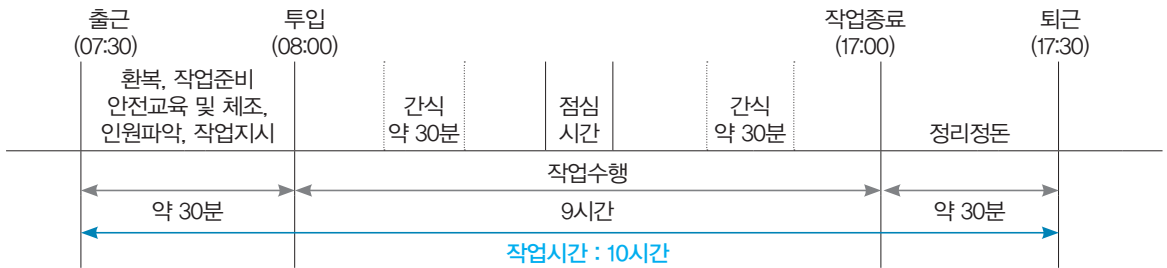 출근
(07:30)
투입
(08:00)
작업종료
(17:00)
퇴근
(17:30)
환복, 작업준비
안전교육 및 체조,
인원파악, 작업지시
간식
약 30분
점심
시간
간식
약 30분
정리정돈
작업수행
약 30분
9시간
약 30분
작업시간 : 10시간